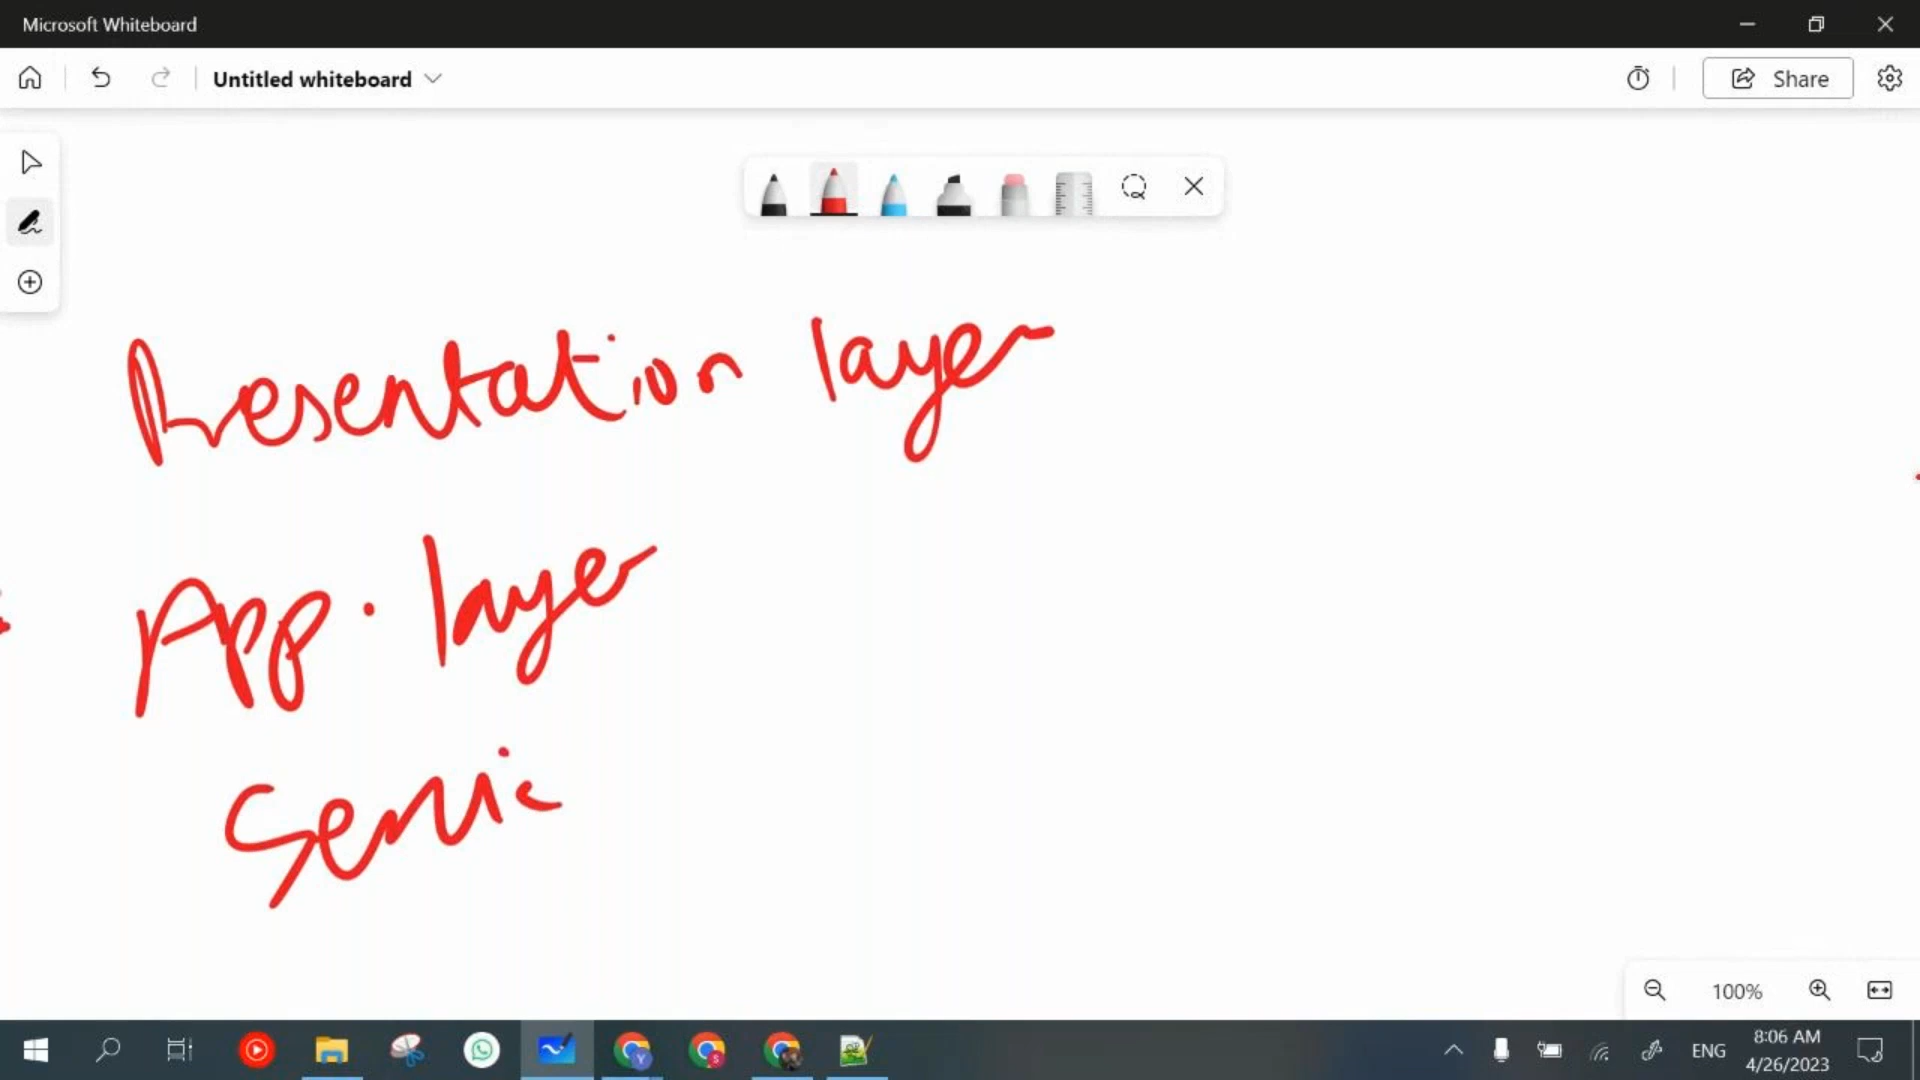 Microsoft Whiteboard
Untitled whiteboard
Share
Presentation layer
App. layer
Servic
100%
ENG
8:06 AM
4/26/2023